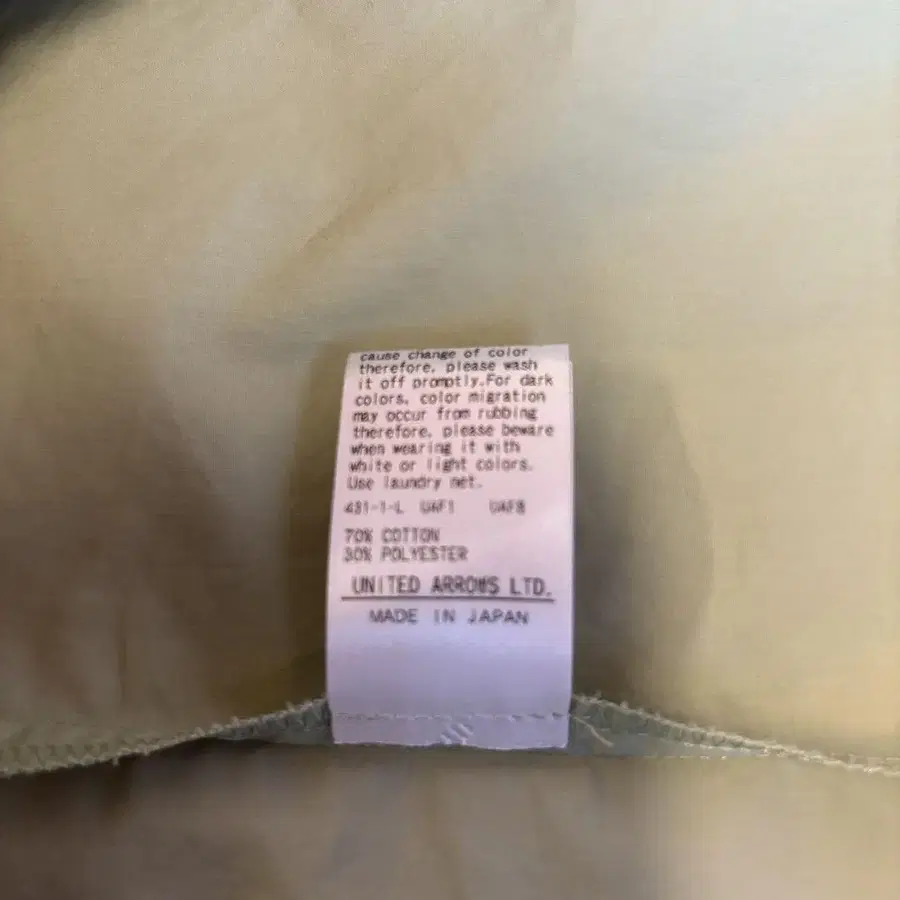 cause change of color
therefore, please wash
it off promptly.For dark
colors, color migration
may occur from rubbing
therefore, please beware
when wearing it with
white or light colors.
Use laundry net.
431-1-L UAF1 UAF8
70% COTTON
30% POLYESTER
UNITED ARROWS LTD.
MADE IN JAPAN